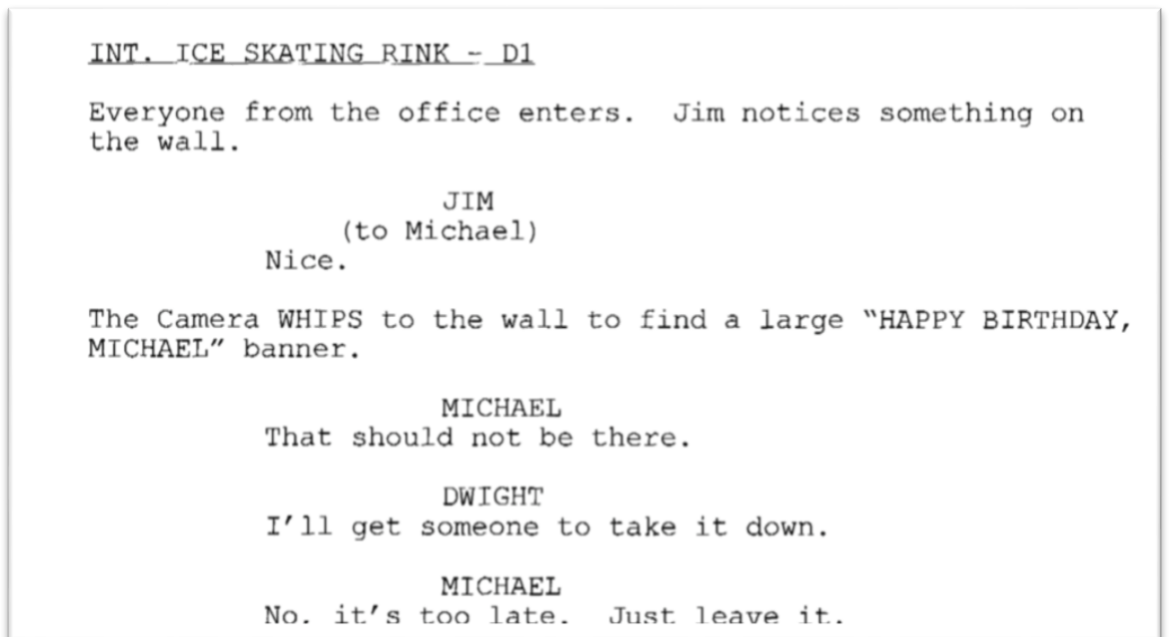 INT. ICE SKATING RINK - D1
Everyone from the office enters.  Jim notices something on
the wall.
JIM
(to Michael)
Nice.
The Camera WHIPS to the wall to find a large “HAPPY BIRTHDAY,
MICHAEL” banner.
MICHAEL
That should not be there.
DWIGHT
I’ll get someone to take it down.
MICHAEL
No, it’s too late.  Just leave it.